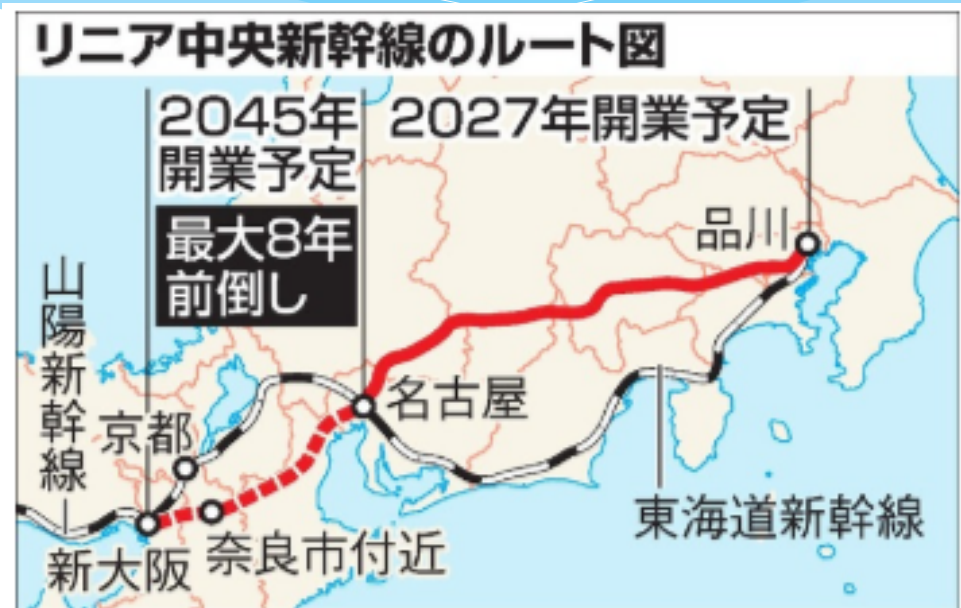 リニア中央新幹線のルート図
2045年
開業予定
最大8年
前倒し
2027年開業予定
品川
山陽新幹線
京都
名古屋
新大阪
奈良市付近
東海道新幹線